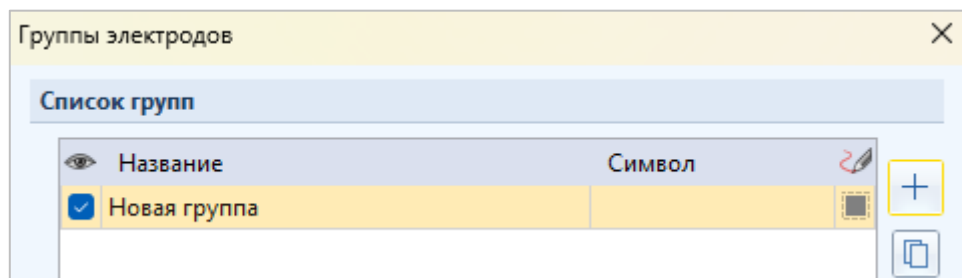 Группы электродов
Список групп
Название Символ
Новая группа